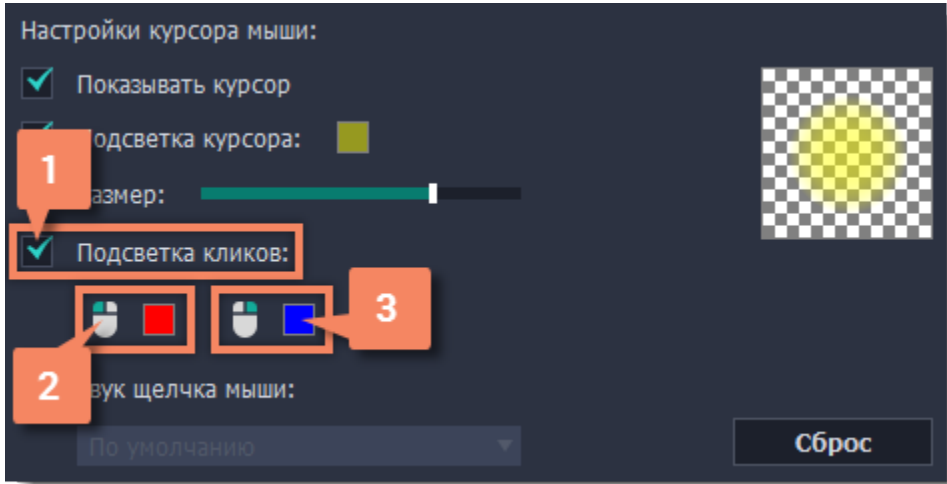 Настройки курсора мыши:
Показывать курсор
одсветка курсора:
1
азмер:
Подсветка кликов:
3
2
вук щелчка мыши:
По умолчанию
Сброс